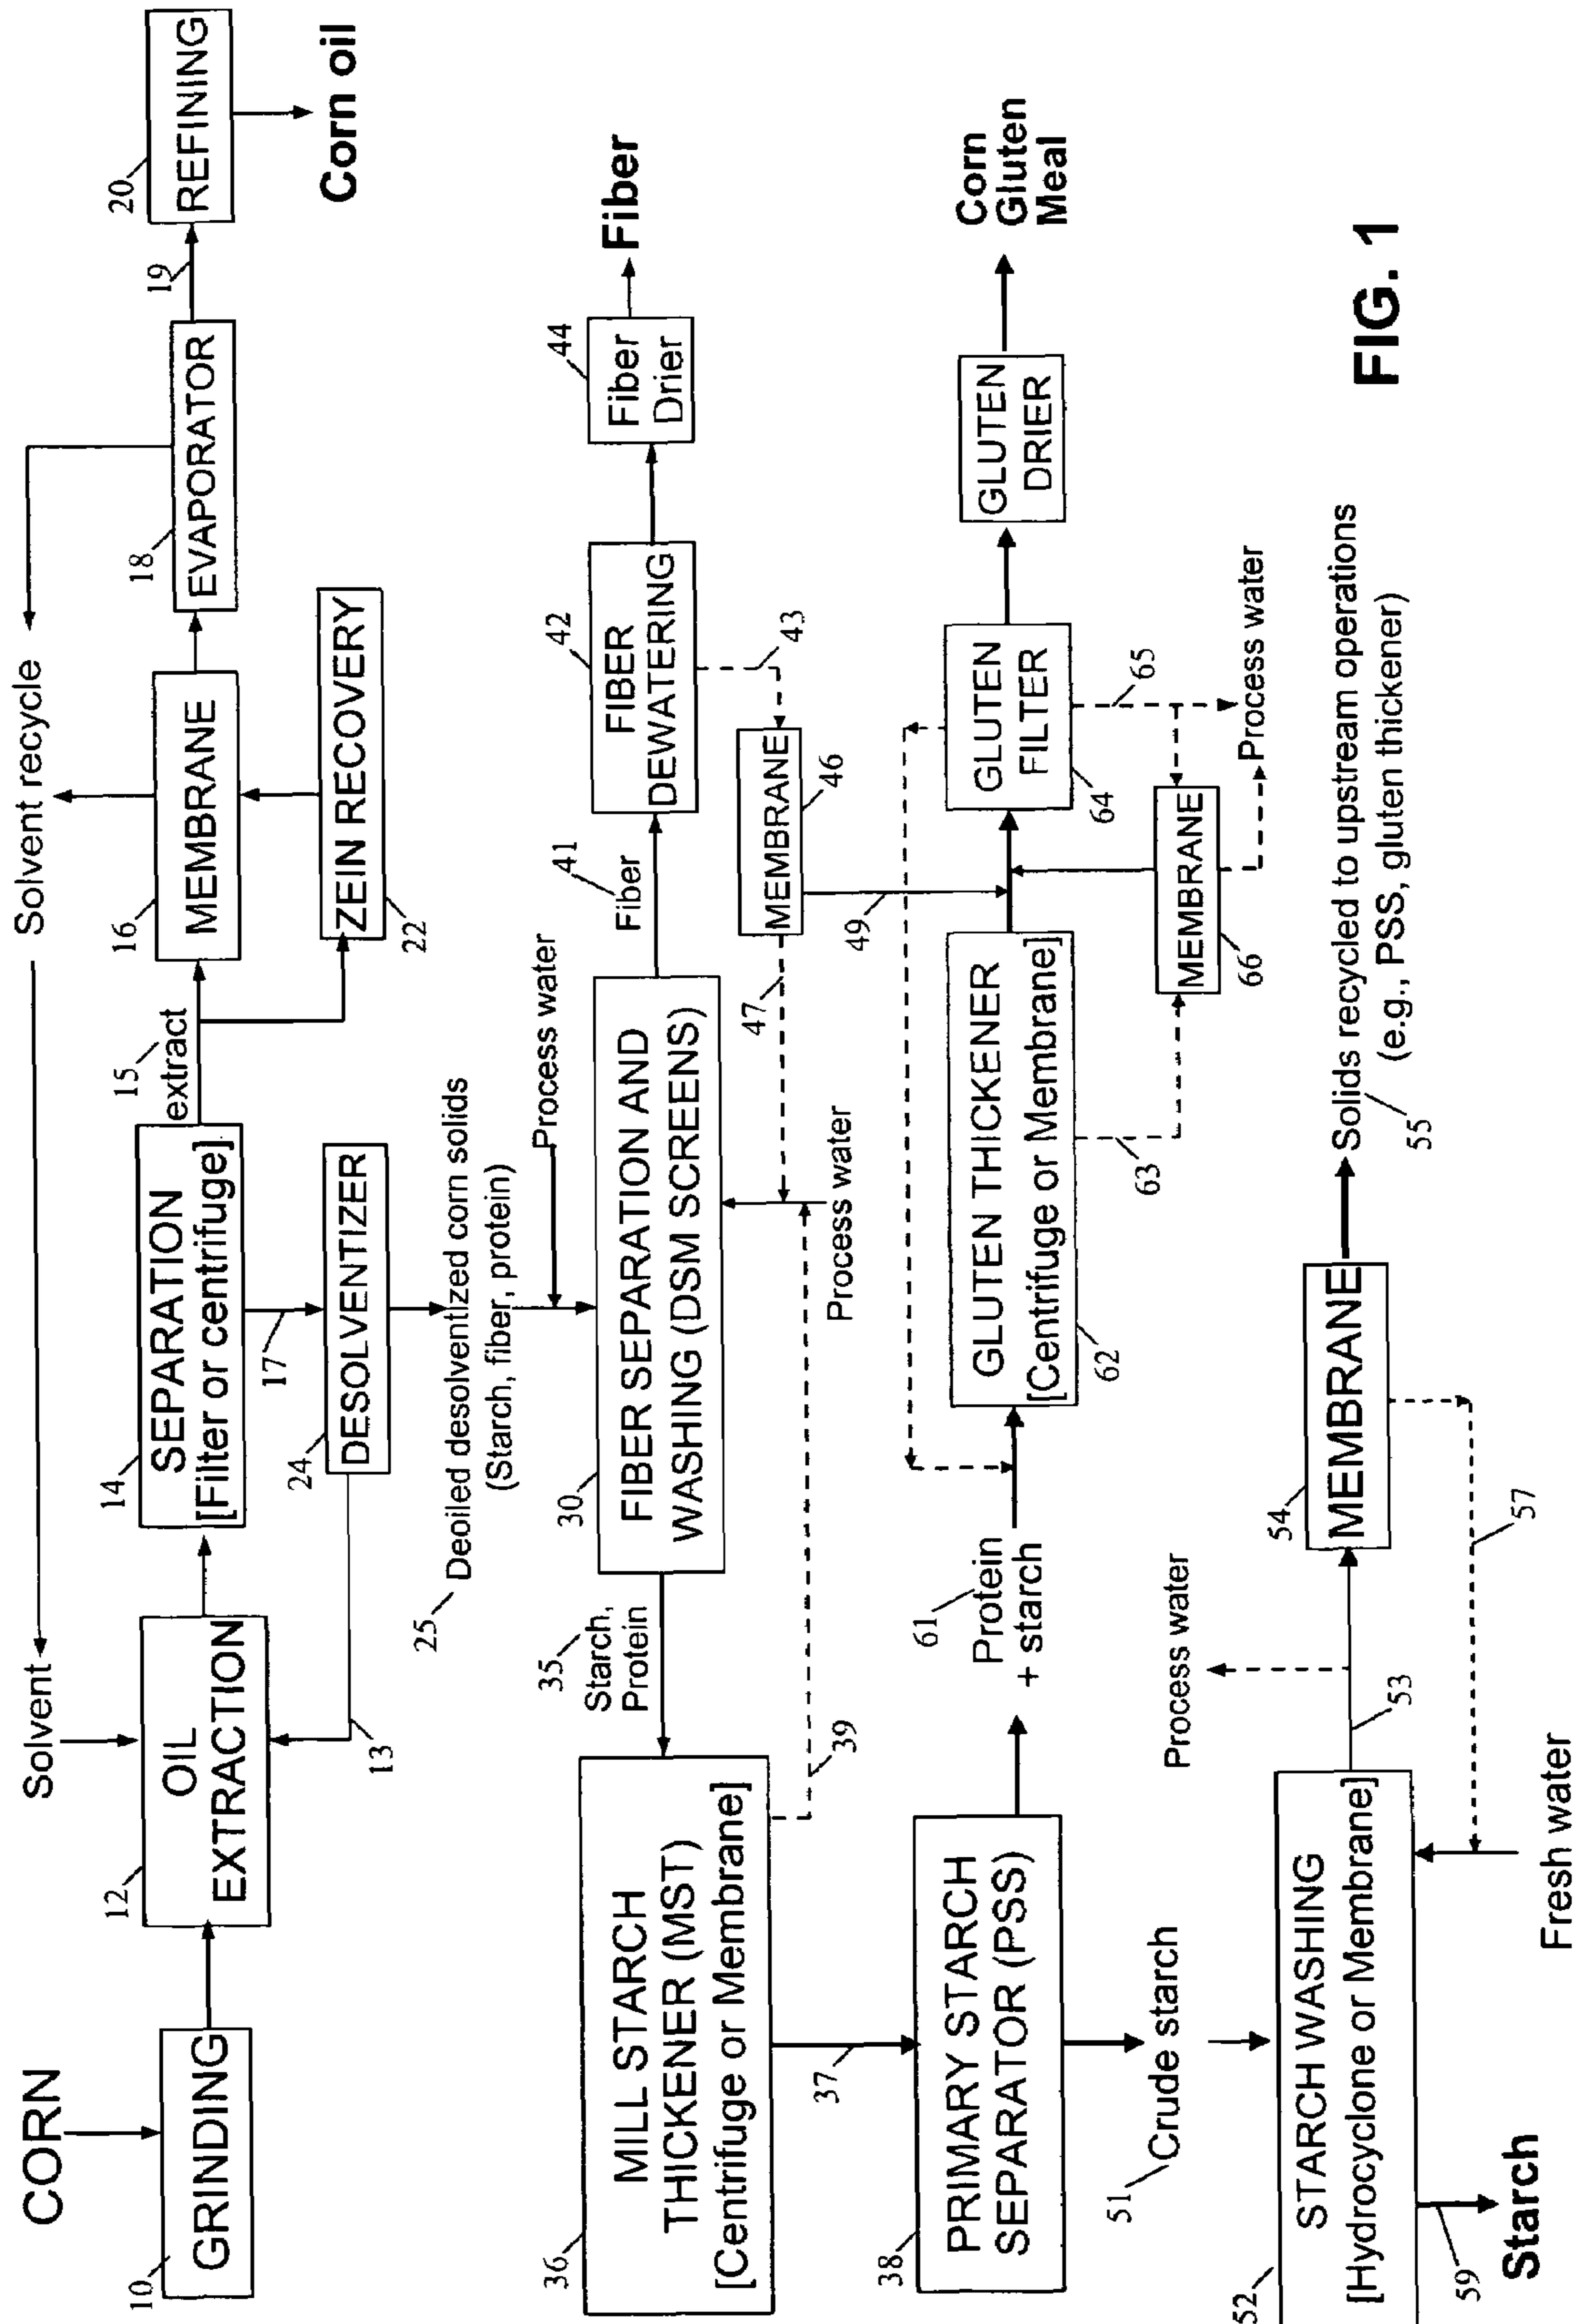 CORN
10
GRINDING
Solvent
12
OIL
EXTRACTION
13
Solvent recycle
14
SEPARATION
[Filter or centrifuge]
15
extract
17
24
DESOLVENTIZER
16
MEMBRANE
ZEIN RECOVERY
22
18
EVAPORATOR
19
20
REFINING
Corn oil
25
Deoiled desolventized corn solids
(Starch, fiber, protein)
Process water
30
FIBER SEPARATION AND
WASHING (DSM SCREENS)
35
Starch,
Protein
36
MILL STARCH
THICKENER (MST)
[Centrifuge or Membrane]
39
Process water
41
Fiber
42
FIBER
DEWATERING
43
44
Fiber
Drier
Fiber
MEMBRANE
46
47
49
37
38
PRIMARY STARCH
SEPARATOR (PSS)
61
Protein
+ starch
GLUTEN THICKENER
[Centrifuge or Membrane]
62
63
GLUTEN
FILTER
64
65
MEMBRANE
66
Process water
GLUTEN
DRIER
Corn
Gluten
Meal
51
Crude starch
52
STARCH WASHING
[Hydrocyclone or Membrane]
Process water
53
54
MEMBRANE
55
Solids recycled to upstream operations
(e.g., PSS, gluten thickener)
57
Fresh water
59
Starch
FIG. 1